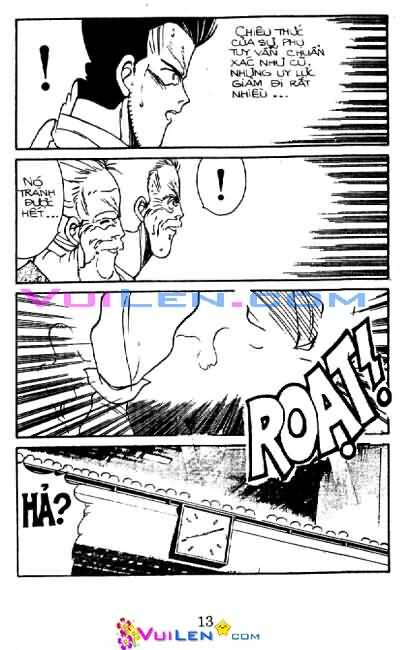 !
CHIÊU THỨC
CỦA SƯ PHỤ
TUY VẪN CHUẨN
XÁC NHƯ CŨ,
NHƯNG UY LỰC
GIẢM ĐI RẤT
NHIỀU...
NÓ
TRÁNH
ĐƯỢC
HẾT...
!
VUILEN.COM
ROẠT!
HẢ?
13
VUILEN.COM